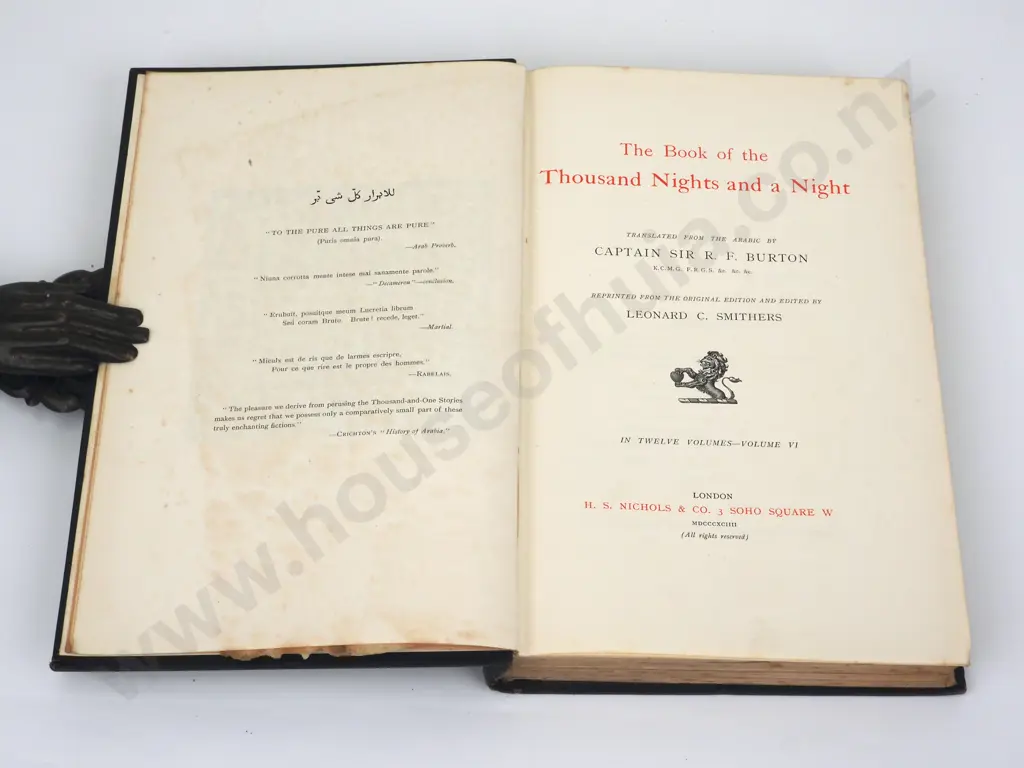 للابرار كلّ شى برّ
"TO THE PURE ALL THINGS ARE PURE"
(Puris omnia pura).
—Arab Proverb.
"Niuna corrotta mente intese mai sanamente parole."
—"Decameron"—conclusion.
"Erubuit, posuitque meum Lucretia librum
Sed coram Bruto. Brute! recede, leget."
—Martial.
"Mieulx est de ris que de larmes escripre,
Pour ce que rire est le propre des hommes."
—RABELAIS.
"The pleasure we derive from perusing the Thousand-and-One Stories
makes us regret that we possess only a comparatively small part of these
truly enchanting fictions."
—CRICHTON'S "History of Arabia."
The Book of the
Thousand Nights and a Night
TRANSLATED FROM THE ARABIC BY
CAPTAIN SIR R. F. BURTON
K.C.M.G. F.R.G.S. &c. &c. &c.
REPRINTED FROM THE ORIGINAL EDITION AND EDITED BY
LEONARD C. SMITHERS
IN TWELVE VOLUMES—VOLUME VI
LONDON
H. S. NICHOLS & CO. 3 SOHO SQUARE W
MDCCCXCIIII
(All rights reserved)
www.houseofhuia.co.nz